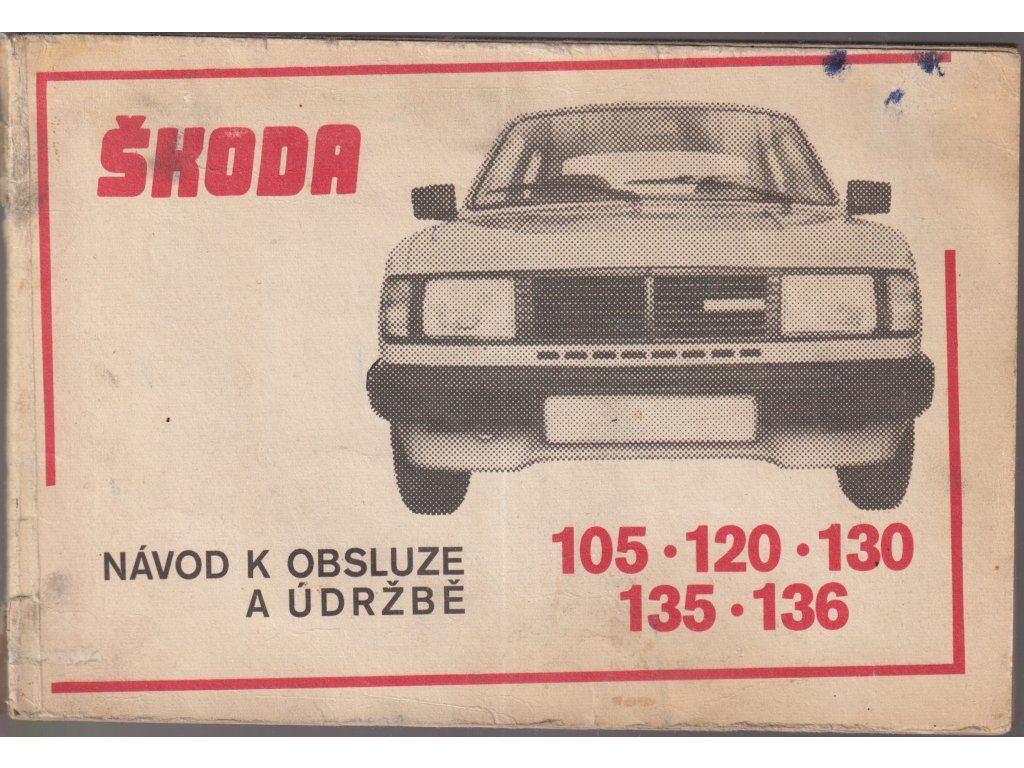 ŠKODA
NÁVOD K OBSLUZE
A ÚDRŽBĚ
105 · 120 · 130
135 · 136